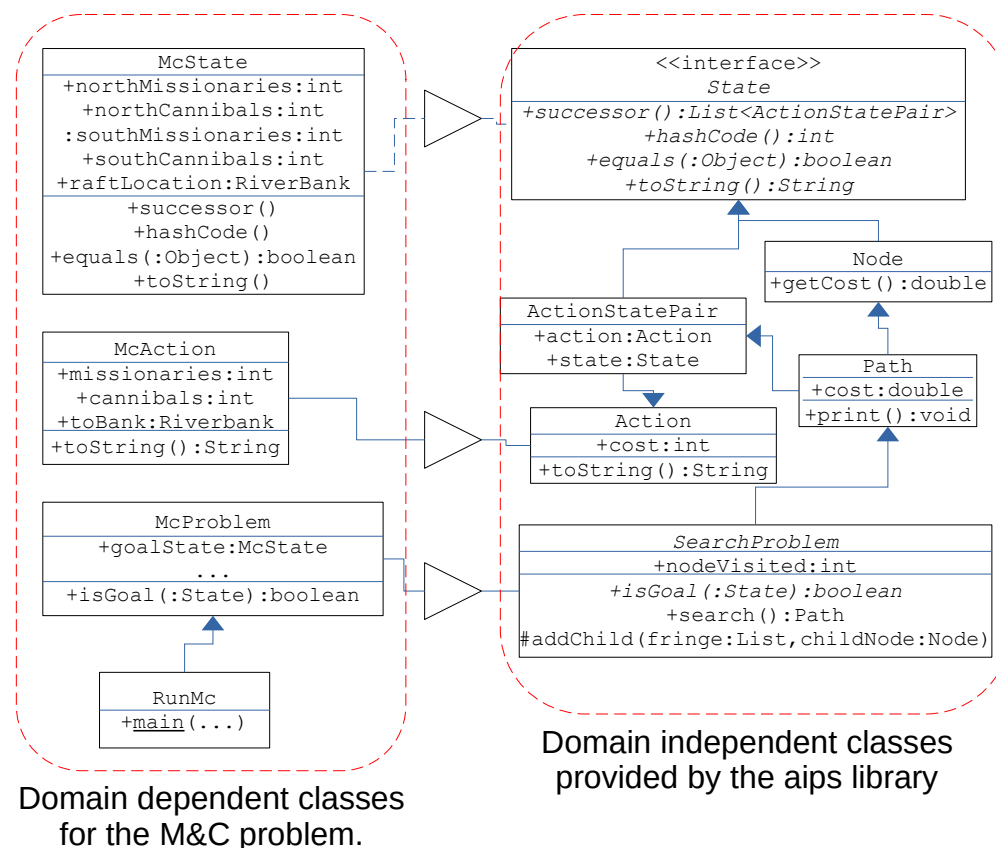 McState
+northMissionaries:int
+northCannibals:int
:southMissionaries:int
+southCannibals:int
+raftLocation:RiverBank
+successor()
+hashCode()
+equals(:Object):boolean
+toString()
McAction
+missionaries:int
+cannibals:int
+toBank:Riverbank
+toString():String
McProblem
+goalState:McState
...
+isGoal(:State):boolean
RunMc
+main(...)
Domain dependent classes
for the M&C problem.
<<interface>>
State
+successor():List<ActionStatePair>
+hashCode():int
+equals(:Object):boolean
+toString():String
Node
+getCost():double
ActionStatePair
+action:Action
+state:State
Path
+cost:double
+print():void
Action
+cost:int
+toString():String
SearchProblem
+nodeVisited:int
+isGoal(:State):boolean
+search():Path
#addChild(fringe:List,childNode:Node)
Domain independent classes
provided by the aips library